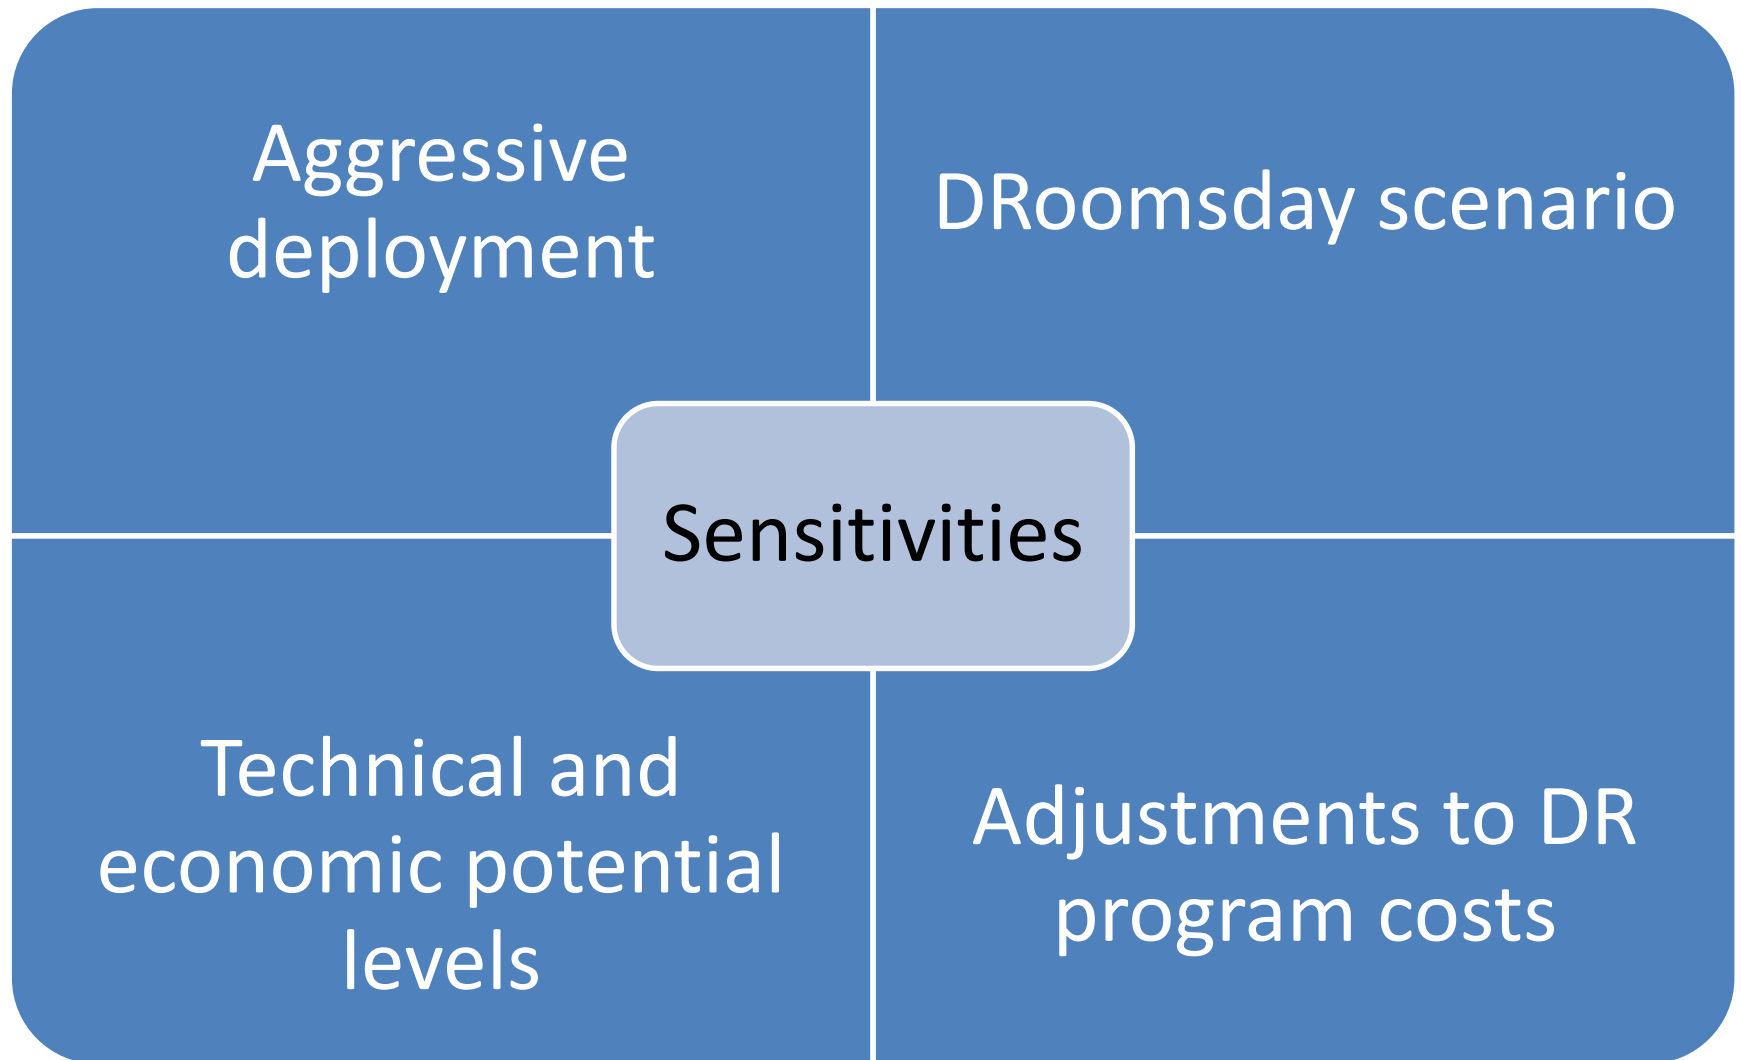 Aggressive
deployment
DRoomsday scenario
Sensitivities
Technical and
economic potential
levels
Adjustments to DR
program costs